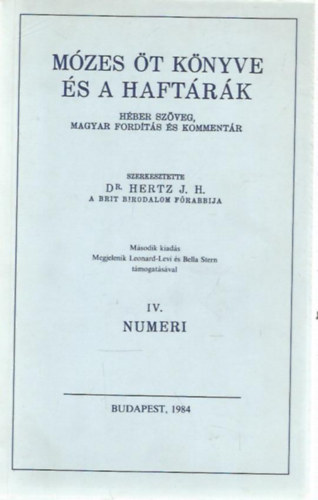 MÓZES ÖT KÖNYVE
ÉS A HAFTÁRÁK
HÉBER SZÖVEG,
MAGYAR FORDÍTÁS ÉS KOMMENTÁR
SZERKESZTETTE
DR. HERTZ J. H.
A BRIT BIRODALOM FŐRABBIJA
Második kiadás
Megjelenik Leonard-Levi és Bella Stern
támogatásával
IV.
NUMERI
BUDAPEST, 1984